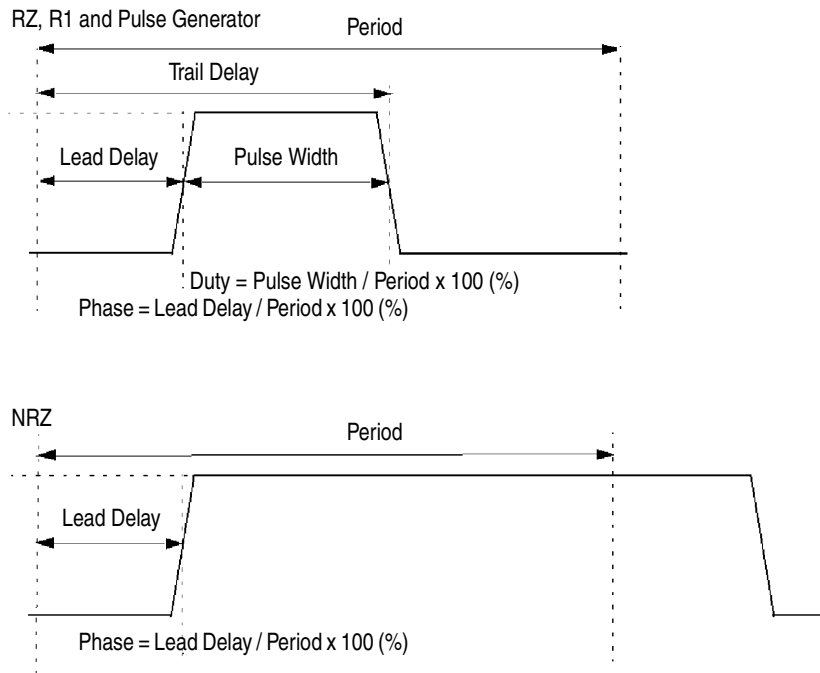 RZ, R1 and Pulse Generator
Period
Trail Delay
Lead Delay
Pulse Width
Duty = Pulse Width / Period x 100 (%)
Phase = Lead Delay / Period x 100 (%)
NRZ
Period
Lead Delay
Phase = Lead Delay / Period x 100 (%)